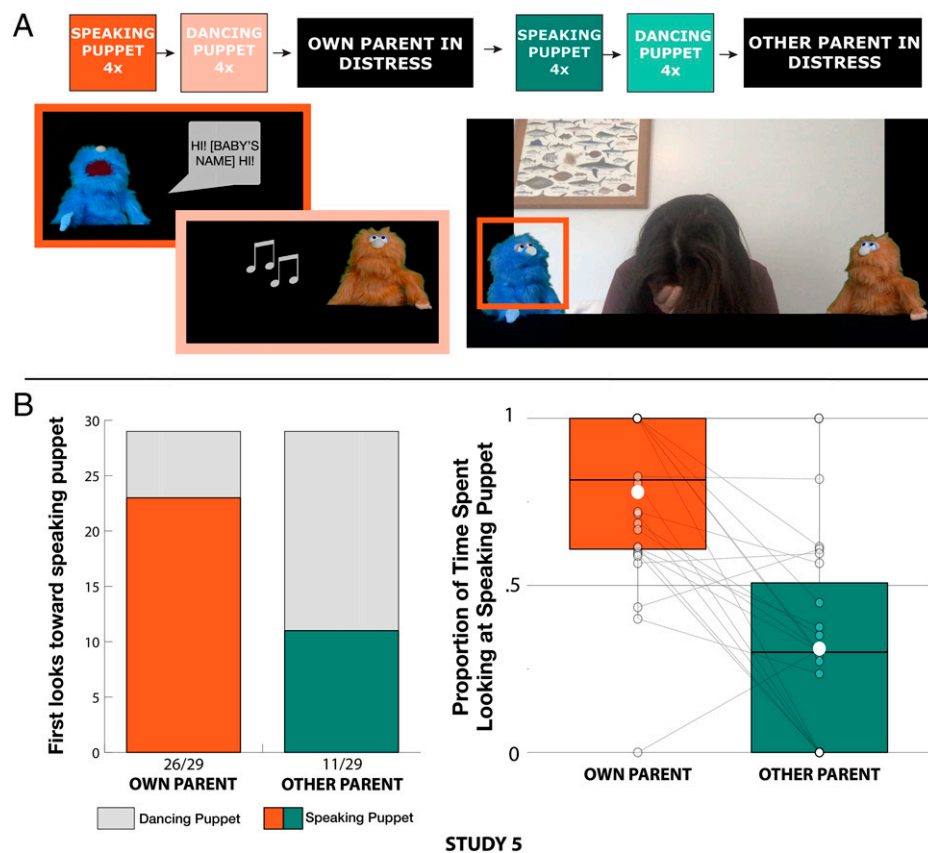 A
SPEAKING
PUPPET
4x
DANCING
PUPPET
4x
OWN PARENT IN
DISTRESS
SPEAKING
PUPPET
4x
DANCING
PUPPET
4x
OTHER PARENT IN
DISTRESS
HI! [BABY'S
NAME] HI!
B
First looks toward speaking puppet
30
25
20
15
10
5
0
26/29
11/29
OWN PARENT
OTHER PARENT
Dancing Puppet
Speaking Puppet
Proportion of Time Spent
Looking at Speaking Puppet
1
.5
0
OWN PARENT
OTHER PARENT
STUDY 5